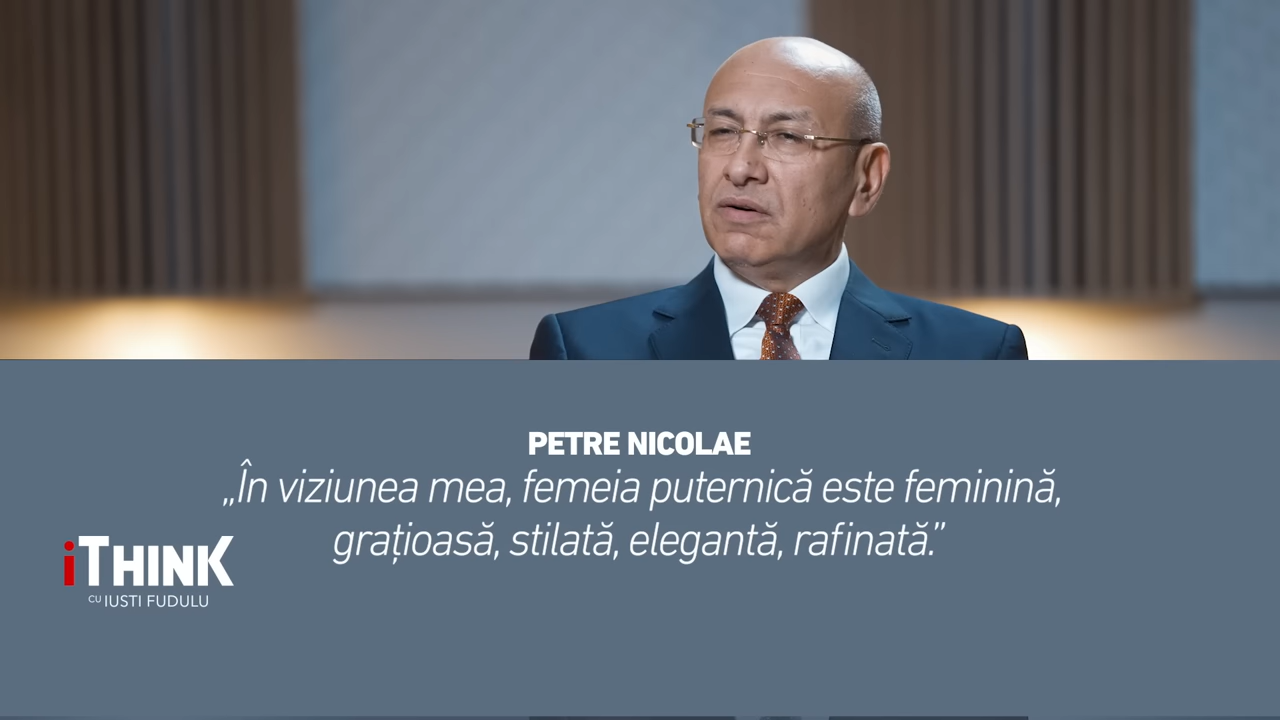 PETRE NICOLAE
„În viziunea mea, femeia puternică este feminină,
grațioasă, stilată, elegantă, rafinată.”
iTHINK
CU IUSTI FUDULU